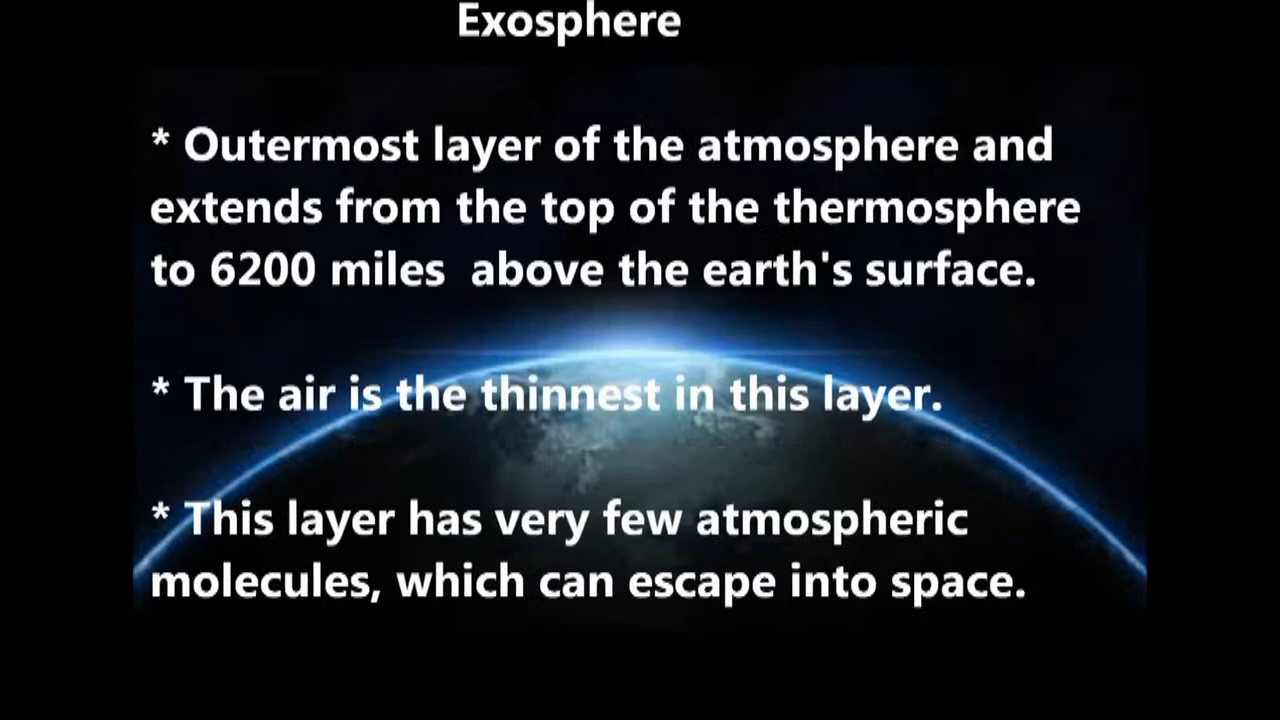 Exosphere
* Outermost layer of the atmosphere and
extends from the top of the thermosphere
to 6200 miles  above the earth's surface.
* The air is the thinnest in this layer.
* This layer has very few atmospheric
molecules, which can escape into space.